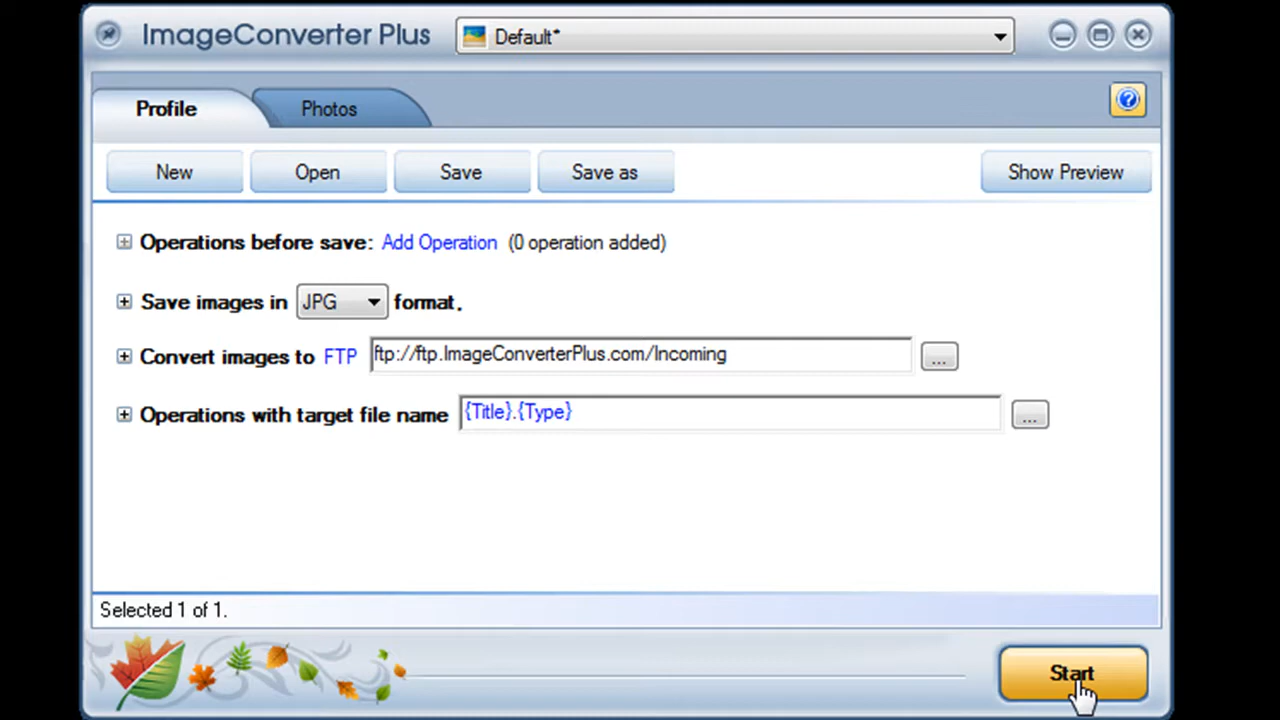 ImageConverter Plus Default*
Profile Photos
New Open Save Save as Show Preview
Operations before save: Add Operation (0 operation added)
Save images in JPG format.
Convert images to FTP ftp://ftp.ImageConverterPlus.com/Incoming ...
Operations with target file name {Title}.{Type} ...
Selected 1 of 1.
Start